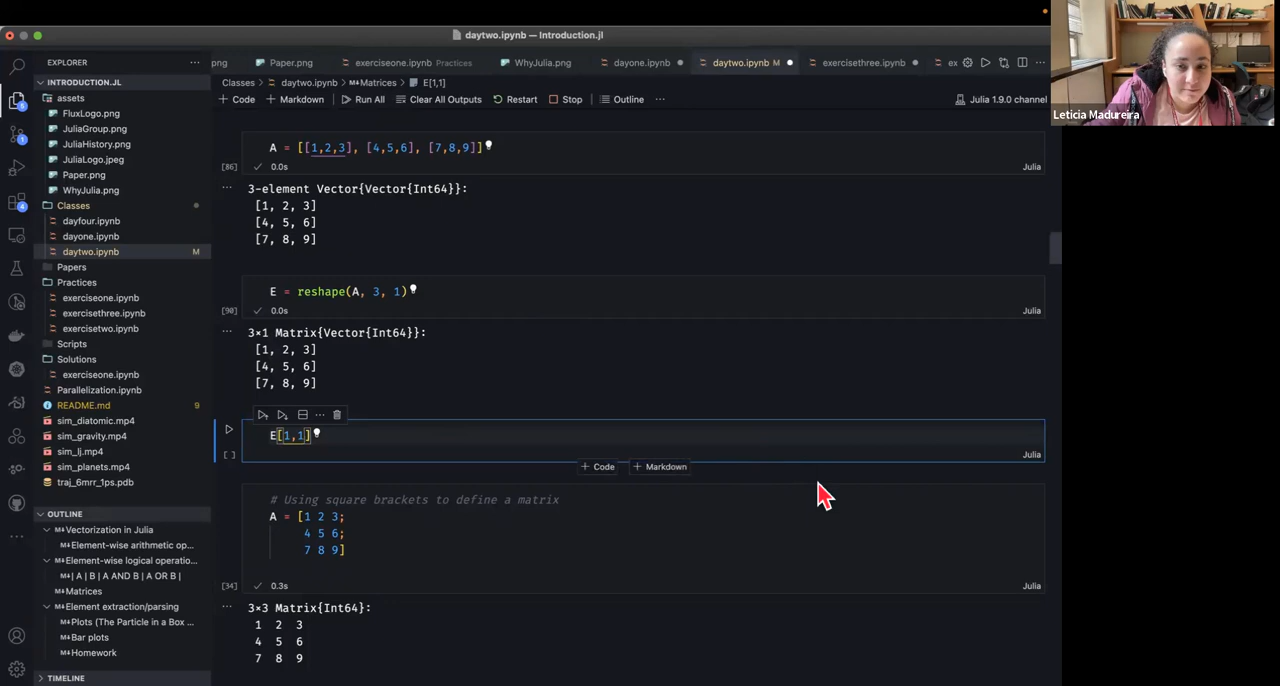 daytwo.ipynb — Introduction.jl
Leticia Madureira
EXPLORER
png
Paper.png
exerciseone.ipynb Practices
WhyJulia.png
dayone.ipynb
daytwo.ipynb M
exercisethree.ipynb
ex
INTRODUCTION.JL
Classes > daytwo.ipynb > M↓Matrices > E[1,1]
+ Code + Markdown Run All Clear All Outputs Restart Stop Outline ... Julia 1.9.0 channel
assets
FluxLogo.png
JuliaGroup.png
JuliaHistory.png
JuliaLogo.jpeg
Paper.png
WhyJulia.png
Classes
dayfour.ipynb
dayone.ipynb
daytwo.ipynb M
Papers
Practices
exerciseone.ipynb
exercisethree.ipynb
exercisetwo.ipynb
Scripts
Solutions
exerciseone.ipynb
Parallelization.ipynb
README.md 9
sim_diatomic.mp4
sim_gravity.mp4
sim_lj.mp4
sim_planets.mp4
traj_6mrr_1ps.pdb
OUTLINE
M↓Vectorization in Julia
M↓Element-wise arithmetic op...
M↓Element-wise logical operatio...
M↓| A | B | A AND B | A OR B |
M↓Matrices
M↓Element extraction/parsing
M↓Plots (The Particle in a Box ...
M↓Bar plots
M↓Homework
TIMELINE
5
1
4
A = [[1,2,3], [4,5,6], [7,8,9]]
[86] ✓ 0.0s Julia
3-element Vector{Vector{Int64}}:
[1, 2, 3]
[4, 5, 6]
[7, 8, 9]
E = reshape(A, 3, 1)
[90] ✓ 0.0s Julia
3×1 Matrix{Vector{Int64}}:
[1, 2, 3]
[4, 5, 6]
[7, 8, 9]
E[1,1]
[ ] Julia
+ Code + Markdown
# Using square brackets to define a matrix
A = [1 2 3;
4 5 6;
7 8 9]
[34] ✓ 0.3s Julia
3×3 Matrix{Int64}:
1 2 3
4 5 6
7 8 9